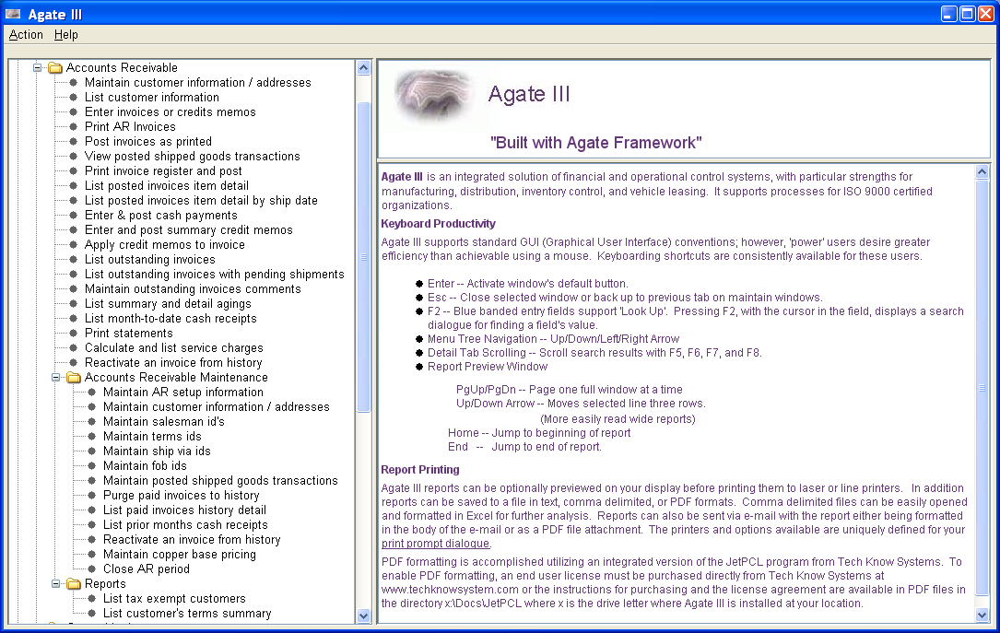 Agate III
Action Help
Accounts Receivable
Maintain customer information / addresses
List customer information
Enter invoices or credits memos
Print AR Invoices
Post invoices as printed
View posted shipped goods transactions
Print invoice register and post
List posted invoices item detail
List posted invoices item detail by ship date
Enter & post cash payments
Enter and post summary credit memos
Apply credit memos to invoice
List outstanding invoices
List outstanding invoices with pending shipments
Maintain outstanding invoices comments
List summary and detail agings
List month-to-date cash receipts
Print statements
Calculate and list service charges
Reactivate an invoice from history
Accounts Receivable Maintenance
Maintain AR setup information
Maintain customer information / addresses
Maintain salesman id's
Maintain terms ids
Maintain ship via ids
Maintain fob ids
Maintain posted shipped goods transactions
Purge paid invoices to history
List paid invoices history detail
List prior months cash receipts
Reactivate an invoice from history
Maintain copper base pricing
Close AR period
Reports
List tax exempt customers
List customer's terms summary
Agate III
"Built with Agate Framework"
Agate III is an integrated solution of financial and operational control systems, with particular strengths for
manufacturing, distribution, inventory control, and vehicle leasing. It supports processes for ISO 9000 certified
organizations.
Keyboard Productivity
Agate III supports standard GUI (Graphical User Interface) conventions; however, 'power' users desire greater
efficiency than achievable using a mouse. Keyboarding shortcuts are consistently available for these users.
Enter -- Activate window's default button.
Esc -- Close selected window or back up to previous tab on maintain windows.
F2 -- Blue banded entry fields support 'Look Up'. Pressing F2, with the cursor in the field, displays a search
dialogue for finding a field's value.
Menu Tree Navigation -- Up/Down/Left/Right Arrow
Detail Tab Scrolling -- Scroll search results with F5, F6, F7, and F8.
Report Preview Window
PgUp/PgDn -- Page one full window at a time
Up/Down Arrow -- Moves selected line three rows.
(More easily read wide reports)
Home -- Jump to beginning of report
End -- Jump to end of report.
Report Printing
Agate III reports can be optionally previewed on your display before printing them to laser or line printers. In addition
reports can be saved to a file in text, comma delimited, or PDF formats. Comma delimited files can be easily opened
and formatted in Excel for further analysis. Reports can also be sent via e-mail with the report either being formatted
in the body of the e-mail or as a PDF file attachment. The printers and options available are uniquely defined for your
print prompt dialogue.
PDF formatting is accomplished utilizing an integrated version of the JetPCL program from Tech Know Systems. To
enable PDF formatting, an end user license must be purchased directly from Tech Know Systems at
www.techknowsystem.com or the instructions for purchasing and the license agreement are available in PDF files in
the directory x:\Docs\JetPCL where x is the drive letter where Agate III is installed at your location.